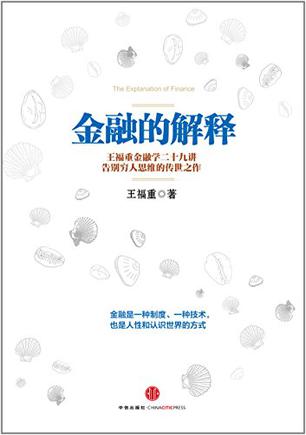 The Explanation of Finance
金融的解释
王福重金融学二十九讲
告别穷人思维的传世之作
王福重◎著
金融是一种制度、一种技术，
也是人性和认识世界的方式
中信出版社·CHINACITICPRESS